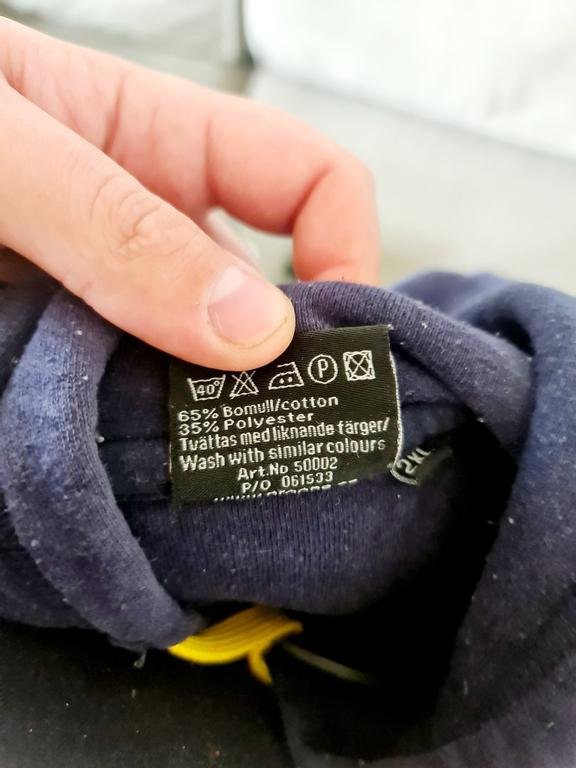 40°
P
65% Bomull/cotton
35% Polyester
Tvättas med liknande färger/
Wash with similar colours
Art.No 50002
P/O 061533
2XL